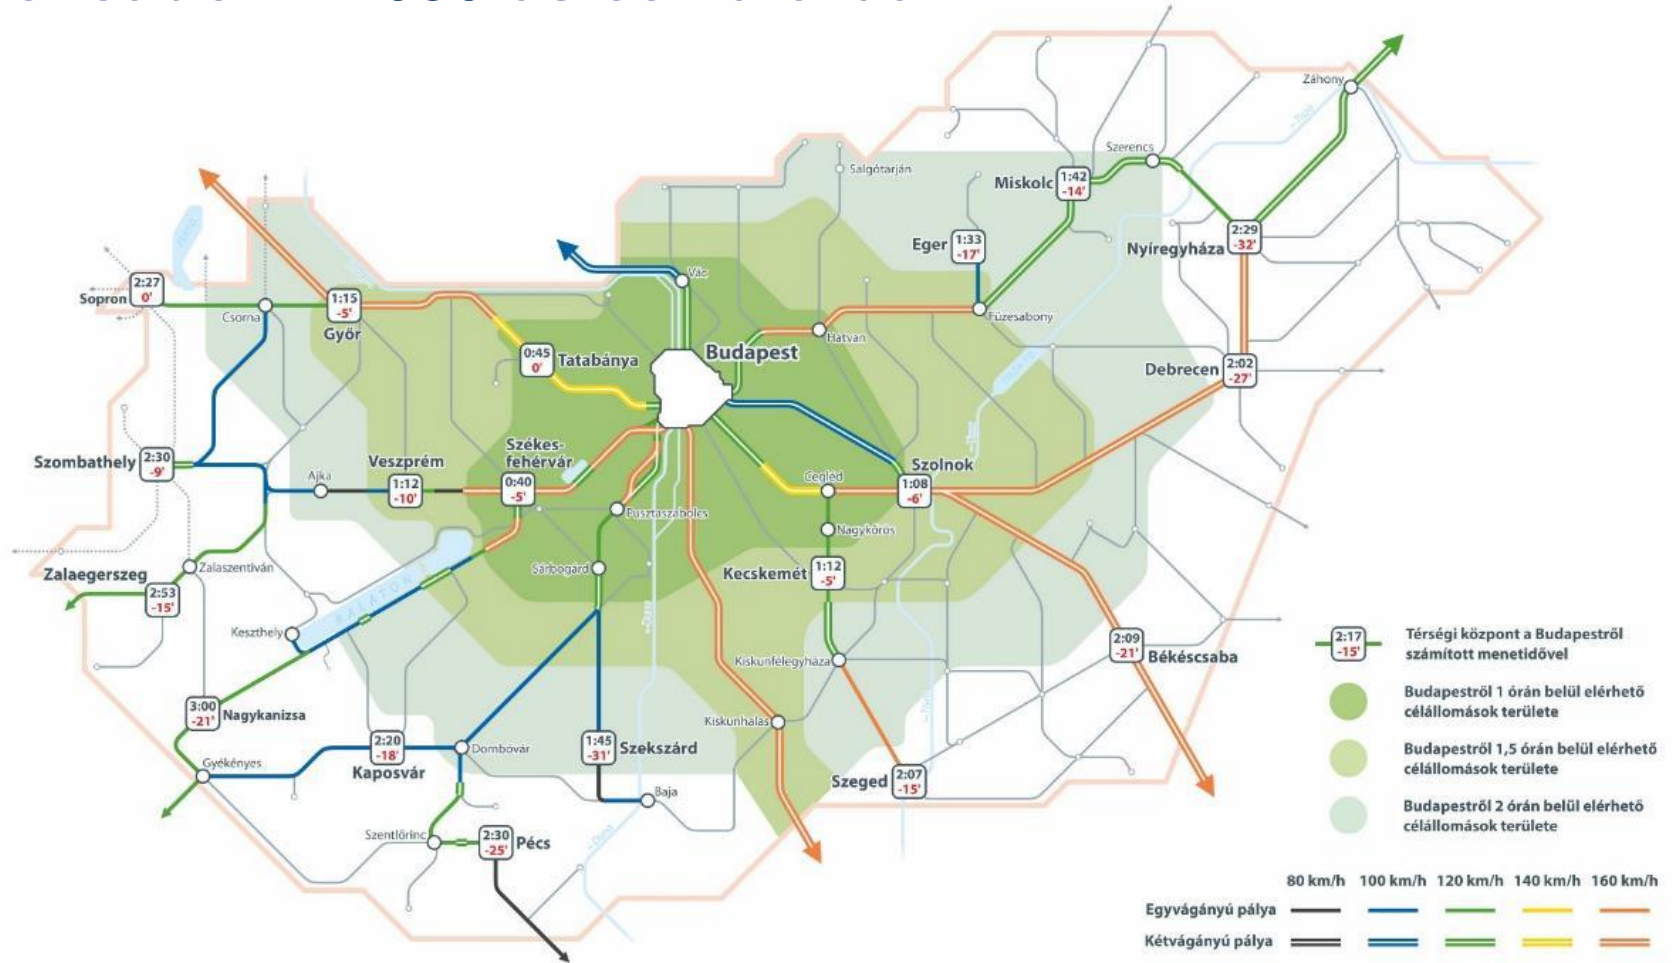 Záhony
Szerencs
Salgótarján
Miskolc
1:42
-14'
Eger
1:33
-17'
Nyíregyháza
2:29
-32'
Vác
Sopron
2:27
0'
Csorna
1:15
-5'
Győr
0:45
0'
Tatabánya
Budapest
Hatvan
Füzesabony
Debrecen
2:02
-27'
Szombathely
2:30
-9'
Ajka
Veszprém
1:12
-10'
Székes-
fehérvár
0:40
-5'
Pusztaszabolcs
Cegléd
Szolnok
1:08
-6'
Nagykőrös
Zalaszentiván
Zalaegerszeg
2:53
-15'
BALATON
Sárbogárd
Kecskemét
1:12
-5'
Keszthely
Kiskunfélegyháza
2:09
-21'
Békéscsaba
3:00
-21'
Nagykanizsa
Kiskunhalas
Gyékényes
2:20
-18'
Kaposvár
Dombóvár
1:45
-31'
Szekszárd
Baja
Szeged
2:07
-15'
Szentlőrinc
2:30
-25'
Pécs
~Duna
~Duna
~Tisza
2:17
-15'
Térségi központ a Budapestről
számított menetidővel
Budapestről 1 órán belül elérhető
célállomások területe
Budapestről 1,5 órán belül elérhető
célállomások területe
Budapestről 2 órán belül elérhető
célállomások területe
80 km/h 100 km/h 120 km/h 140 km/h 160 km/h
Egyvágányú pálya
Kétvágányú pálya